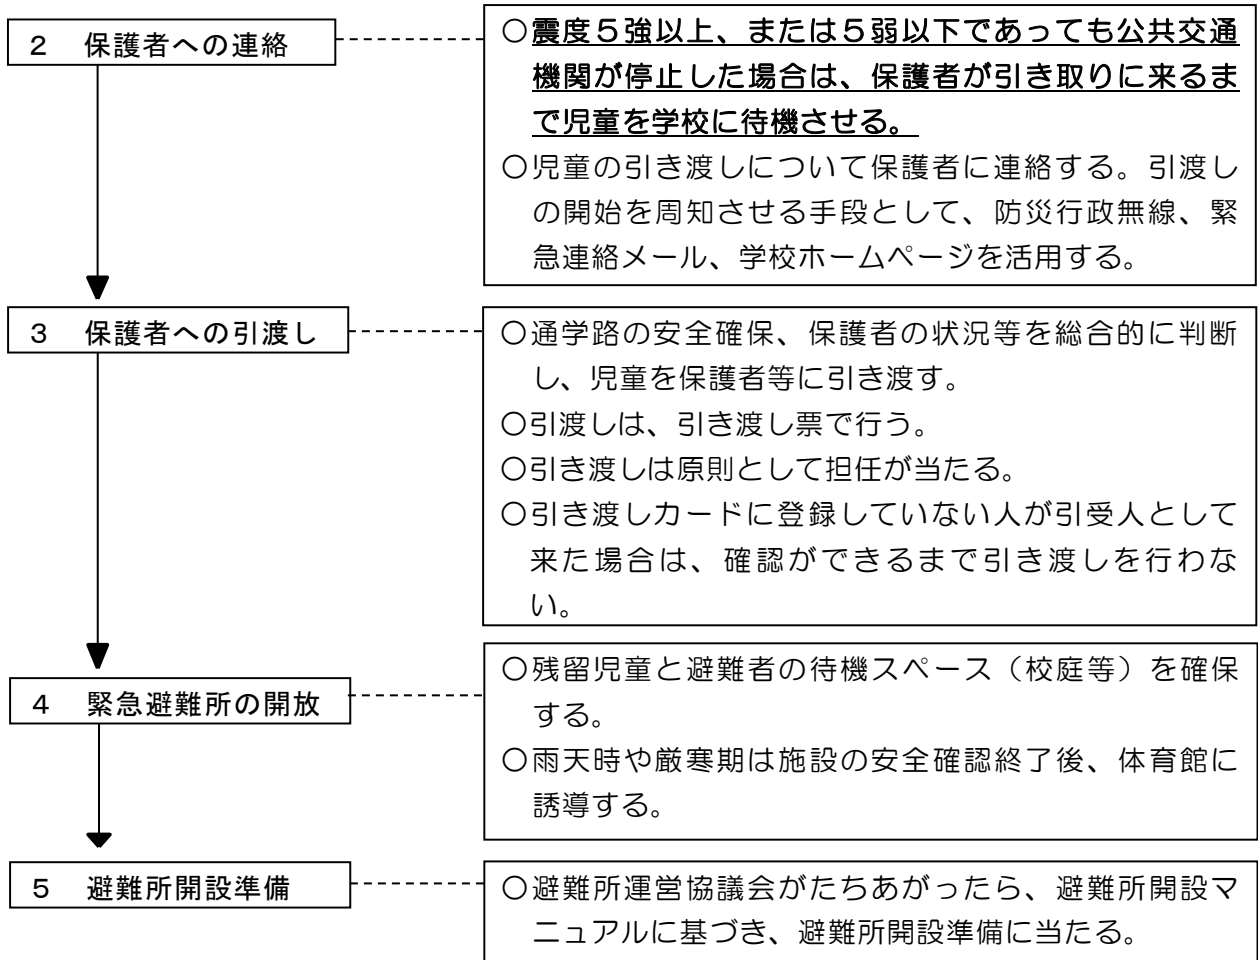 2 保護者への連絡
○震度5強以上、または5弱以下であっても公共交通
機関が停止した場合は、保護者が引き取りに来るま
で児童を学校に待機させる。
○児童の引き渡しについて保護者に連絡する。引渡し
の開始を周知させる手段として、防災行政無線、緊
急連絡メール、学校ホームページを活用する。
3 保護者への引渡し
○通学路の安全確保、保護者の状況等を総合的に判断
し、児童を保護者等に引き渡す。
○引渡しは、引き渡し票で行う。
○引き渡しは原則として担任が当たる。
○引き渡しカードに登録していない人が引受人として
来た場合は、確認ができるまで引き渡しを行わな
い。
4 緊急避難所の開放
○残留児童と避難者の待機スペース（校庭等）を確保
する。
○雨天時や厳寒期は施設の安全確認終了後、体育館に
誘導する。
5 避難所開設準備
○避難所運営協議会がたちあがったら、避難所開設マ
ニュアルに基づき、避難所開設準備に当たる。